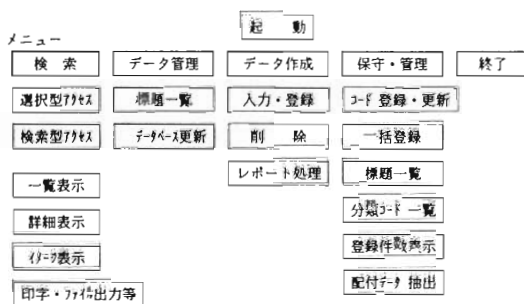 起 動
メニュー
検 索 データ管理 データ作成 保守・管理 終了
選択型アクセス 標題一覧 入力・登録 コード 登録・更新
検索型アクセス データベース更新 削 除 一括登録
レポート処理 標題一覧
一覧表示
分類コード 一覧
詳細表示
登録件数表示
イメージ表示
配付データ 抽出
印字・ファイル出力等